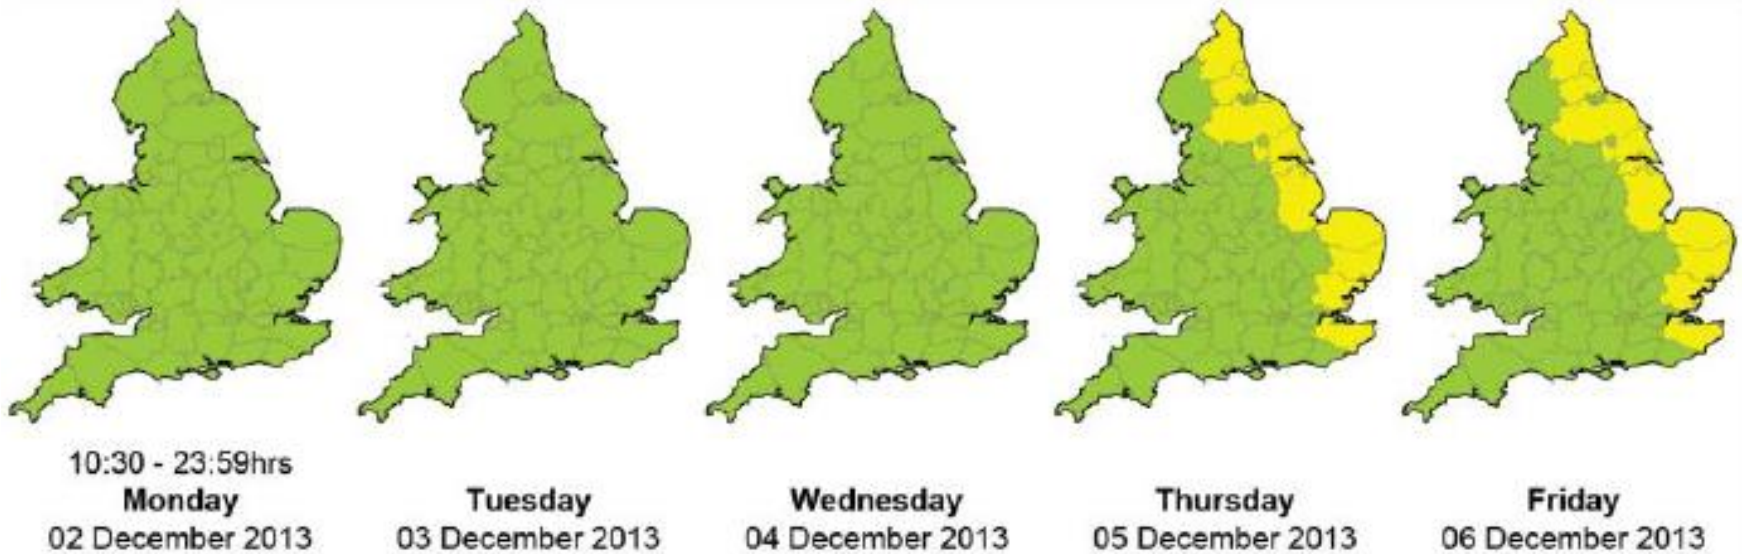 10:30 - 23:59hrs
Monday
02 December 2013
Tuesday
03 December 2013
Wednesday
04 December 2013
Thursday
05 December 2013
Friday
06 December 2013